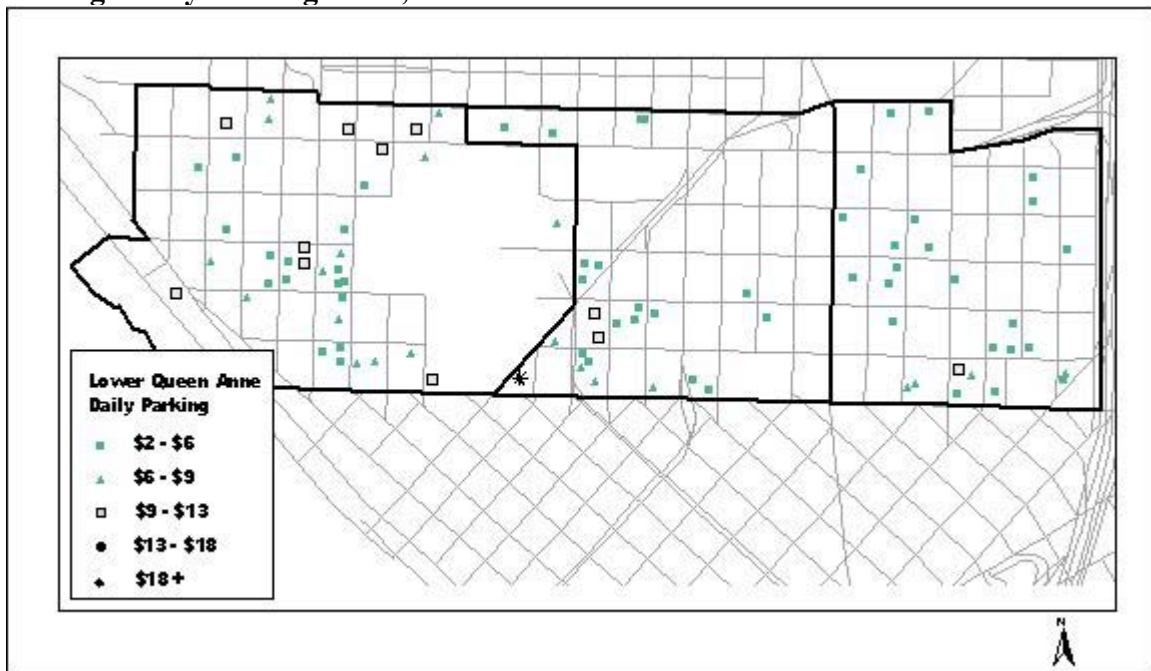 Lower Queen Anne
Daily Parking
$2 - $6
$6 - $9
$9 - $13
$13 - $18
$18+
N